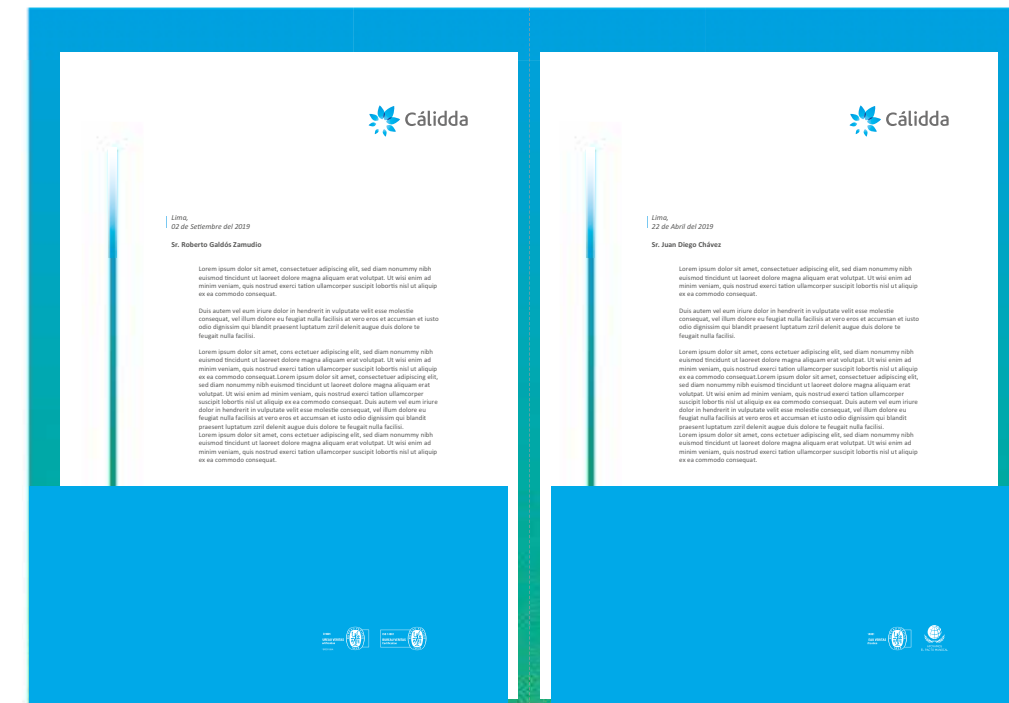 Cálidda
Lima,
02 de Setiembre del 2019
Sr. Roberto Galdós Zamudio
Lorem ipsum dolor sit amet, consectetuer adipiscing elit, sed diam nonummy nibh
euismod tincidunt ut laoreet dolore magna aliquam erat volutpat. Ut wisi enim ad
minim veniam, quis nostrud exerci tation ullamcorper suscipit lobortis nisl ut aliquip
ex ea commodo consequat.
Duis autem vel eum iriure dolor in hendrerit in vulputate velit esse molestie
consequat, vel illum dolore eu feugiat nulla facilisis at vero eros et accumsan et iusto
odio dignissim qui blandit praesent luptatum zzril delenit augue duis dolore te
feugait nulla facilisi.
Lorem ipsum dolor sit amet, cons ectetuer adipiscing elit, sed diam nonummy nibh
euismod tincidunt ut laoreet dolore magna aliquam erat volutpat. Ut wisi enim ad
minim veniam, quis nostrud exerci tation ullamcorper suscipit lobortis nisl ut aliquip
ex ea commodo consequat.Lorem ipsum dolor sit amet, consectetuer adipiscing elit,
sed diam nonummy nibh euismod tincidunt ut laoreet dolore magna aliquam erat
volutpat. Ut wisi enim ad minim veniam, quis nostrud exerci tation ullamcorper
suscipit lobortis nisl ut aliquip ex ea commodo consequat. Duis autem vel eum iriure
dolor in hendrerit in vulputate velit esse molestie consequat, vel illum dolore eu
feugiat nulla facilisis at vero eros et accumsan et iusto odio dignissim qui blandit
praesent luptatum zzril delenit augue duis dolore te feugait nulla facilisi.
Lorem ipsum dolor sit amet, cons ectetuer adipiscing elit, sed diam nonummy nibh
euismod tincidunt ut laoreet dolore magna aliquam erat volutpat. Ut wisi enim ad
minim veniam, quis nostrud exerci tation ullamcorper suscipit lobortis nisl ut aliquip
ex ea commodo consequat.
Cálidda
Lima,
22 de Abril del 2019
Sr. Juan Diego Chávez
Lorem ipsum dolor sit amet, consectetuer adipiscing elit, sed diam nonummy nibh
euismod tincidunt ut laoreet dolore magna aliquam erat volutpat. Ut wisi enim ad
minim veniam, quis nostrud exerci tation ullamcorper suscipit lobortis nisl ut aliquip
ex ea commodo consequat.
Duis autem vel eum iriure dolor in hendrerit in vulputate velit esse molestie
consequat, vel illum dolore eu feugiat nulla facilisis at vero eros et accumsan et iusto
odio dignissim qui blandit praesent luptatum zzril delenit augue duis dolore te
feugait nulla facilisi.
Lorem ipsum dolor sit amet, cons ectetuer adipiscing elit, sed diam nonummy nibh
euismod tincidunt ut laoreet dolore magna aliquam erat volutpat. Ut wisi enim ad
minim veniam, quis nostrud exerci tation ullamcorper suscipit lobortis nisl ut aliquip
ex ea commodo consequat.Lorem ipsum dolor sit amet, consectetuer adipiscing elit,
sed diam nonummy nibh euismod tincidunt ut laoreet dolore magna aliquam erat
volutpat. Ut wisi enim ad minim veniam, quis nostrud exerci tation ullamcorper
suscipit lobortis nisl ut aliquip ex ea commodo consequat. Duis autem vel eum iriure
dolor in hendrerit in vulputate velit esse molestie consequat, vel illum dolore eu
feugiat nulla facilisis at vero eros et accumsan et iusto odio dignissim qui blandit
praesent luptatum zzril delenit augue duis dolore te feugait nulla facilisi.
Lorem ipsum dolor sit amet, cons ectetuer adipiscing elit, sed diam nonummy nibh
euismod tincidunt ut laoreet dolore magna aliquam erat volutpat. Ut wisi enim ad
minim veniam, quis nostrud exerci tation ullamcorper suscipit lobortis nisl ut aliquip
ex ea commodo consequat.